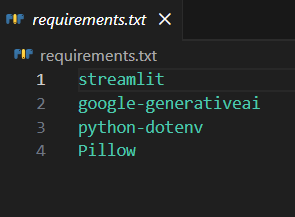 requirements.txt
requirements.txt
1 streamlit
2 google-generativeai
3 python-dotenv
4 Pillow